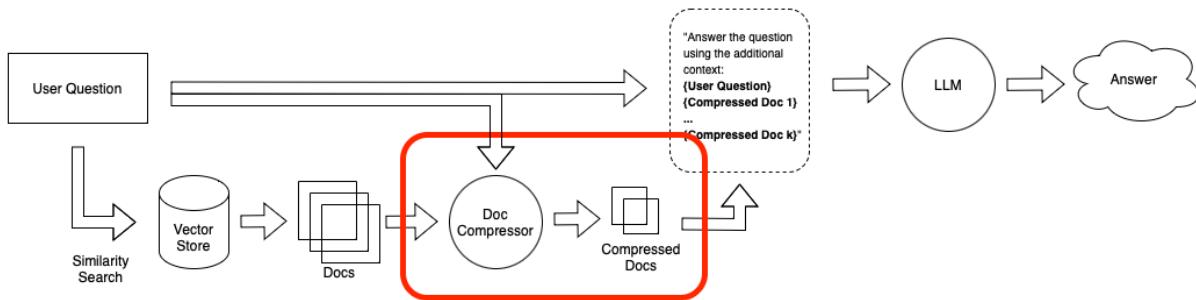 User Question
Similarity
Search
Vector
Store
Docs
Doc
Compressor
Compressed
Docs
"Answer the question
using the additional
context:
{User Question}
{Compressed Doc 1}
...
{Compressed Doc k}"
LLM
Answer